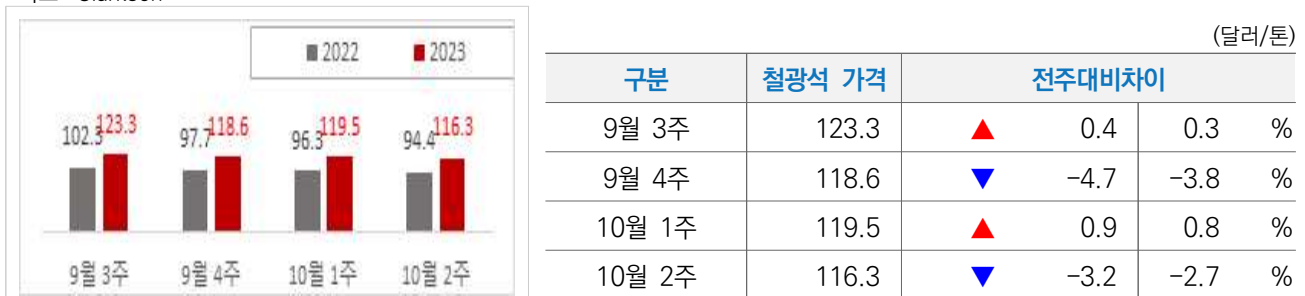 ■ 2022 ■ 2023
102.3 123.3 97.7 118.6 96.3 119.5 94.4 116.3
9월 3주 9월 4주 10월 1주 10월 2주
(달러/톤)
구분 철광석 가격 전주대비차이
9월 3주 123.3 ▲ 0.4 0.3 %
9월 4주 118.6 ▼ -4.7 -3.8 %
10월 1주 119.5 ▲ 0.9 0.8 %
10월 2주 116.3 ▼ -3.2 -2.7 %